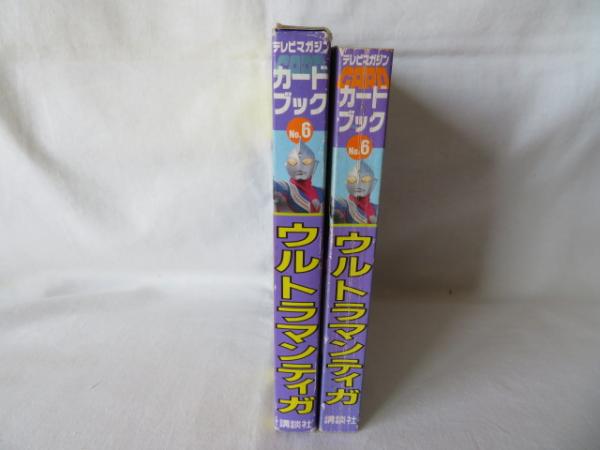 テレビマガジン
CARD
カード
ブック
No.6
ウルトラマンティガ
講談社
テレビマガジン
CARD
カード
ブック
No.6
ウルトラマンティガ
講談社